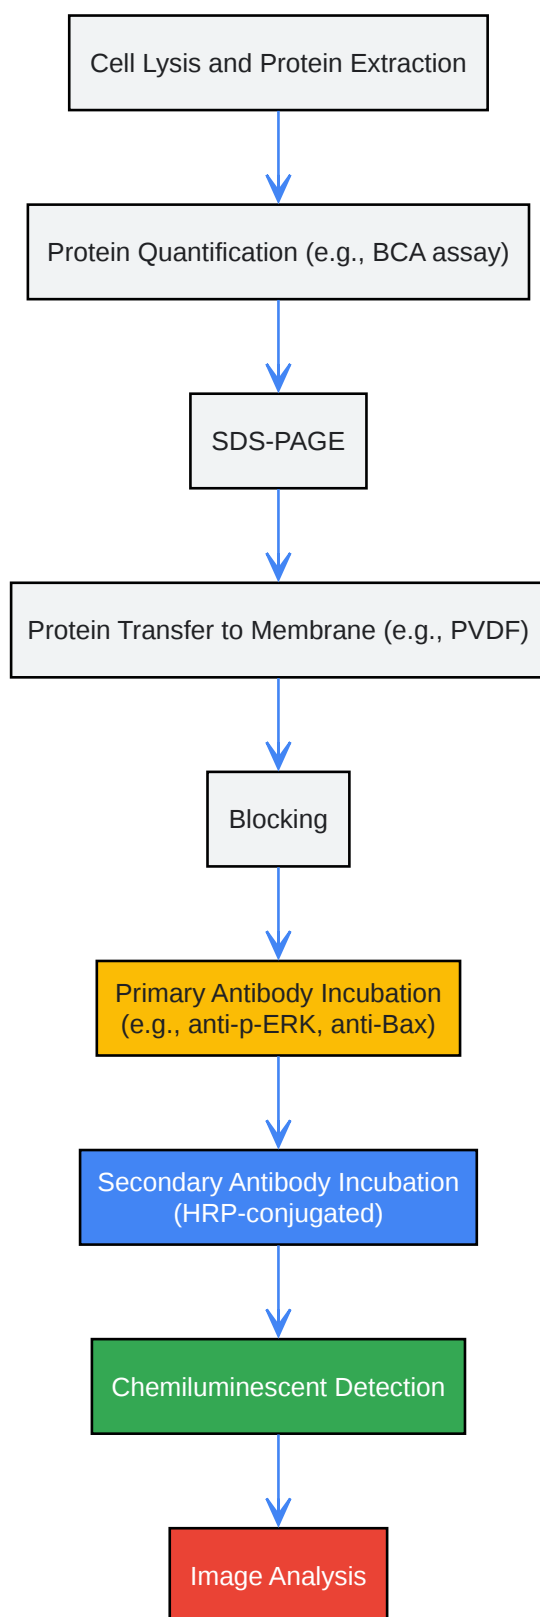 Cell Lysis and Protein Extraction
Protein Quantification (e.g., BCA assay)
SDS-PAGE
Protein Transfer to Membrane (e.g., PVDF)
Blocking
Primary Antibody Incubation
(e.g., anti-p-ERK, anti-Bax)
Secondary Antibody Incubation
(HRP-conjugated)
Chemiluminescent Detection
Image Analysis